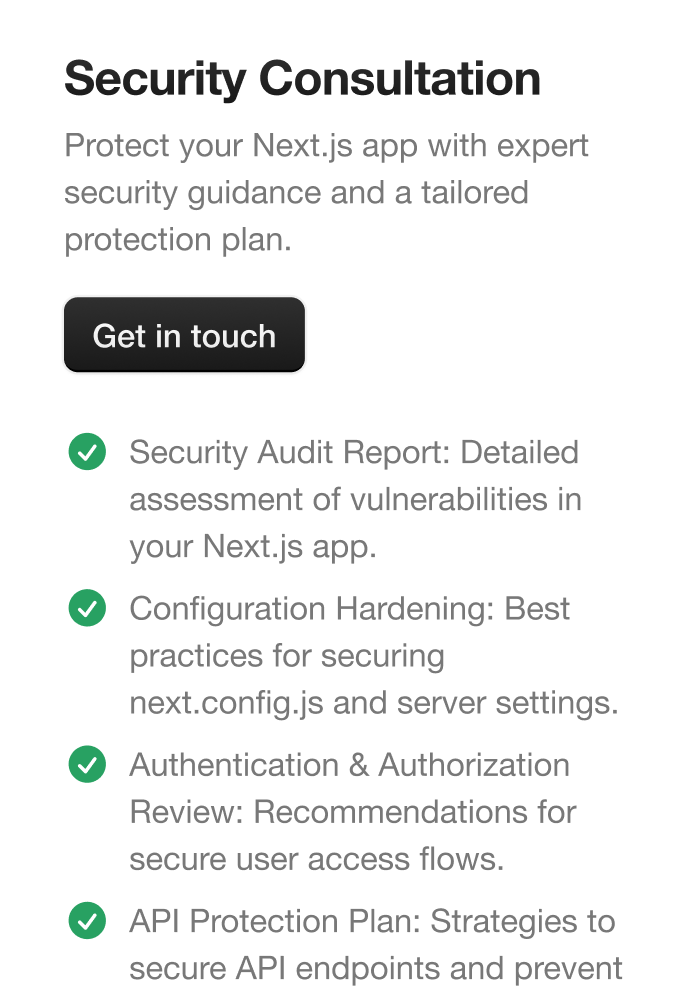 Security Consultation
Protect your Next.js app with expert
security guidance and a tailored
protection plan.
Get in touch
Security Audit Report: Detailed
assessment of vulnerabilities in
your Next.js app.
Configuration Hardening: Best
practices for securing
next.config.js and server settings.
Authentication & Authorization
Review: Recommendations for
secure user access flows.
API Protection Plan: Strategies to
secure API endpoints and prevent